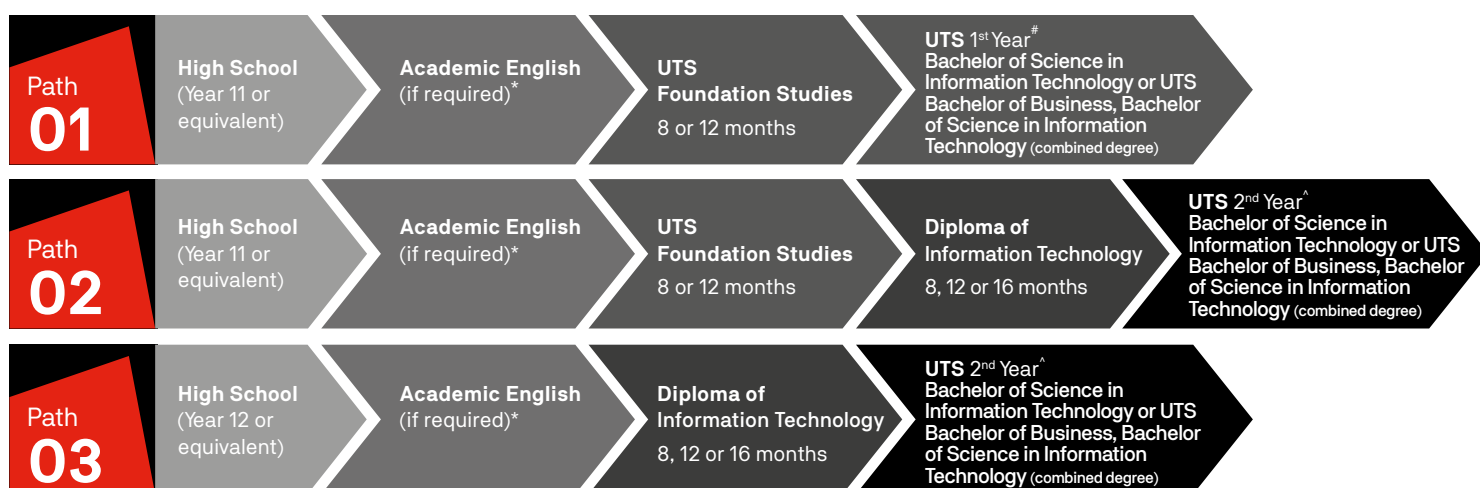 Path
01
High School
(Year 11 or
equivalent)
Academic English
(if required)*
UTS
Foundation Studies
8 or 12 months
UTS 1st Year#
Bachelor of Science in
Information Technology or UTS
Bachelor of Business, Bachelor
of Science in Information
Technology (combined degree)
Path
02
High School
(Year 11 or
equivalent)
Academic English
(if required)*
UTS
Foundation Studies
8 or 12 months
Diploma of
Information Technology
8, 12 or 16 months
UTS 2nd Year^
Bachelor of Science in
Information Technology or UTS
Bachelor of Business, Bachelor
of Science in Information
Technology (combined degree)
Path
03
High School
(Year 12 or
equivalent)
Academic English
(if required)*
Diploma of
Information Technology
8, 12 or 16 months
UTS 2nd Year^
Bachelor of Science in
Information Technology or UTS
Bachelor of Business, Bachelor
of Science in Information
Technology (combined degree)